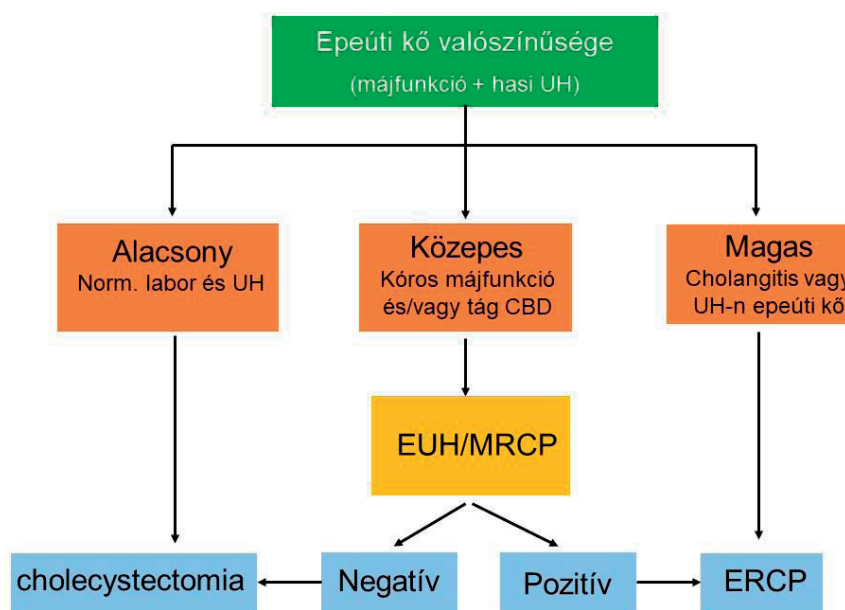 Epeúti kő valószínűsége
(májfunkció + hasi UH)
Alacsony
Norm. labor és UH
Közepes
Kóros májfunkció
és/vagy tág CBD
Magas
Cholangitis vagy
UH-n epeúti kő
EUH/MRCP
cholecystectomia
Negatív
Pozitív
ERCP